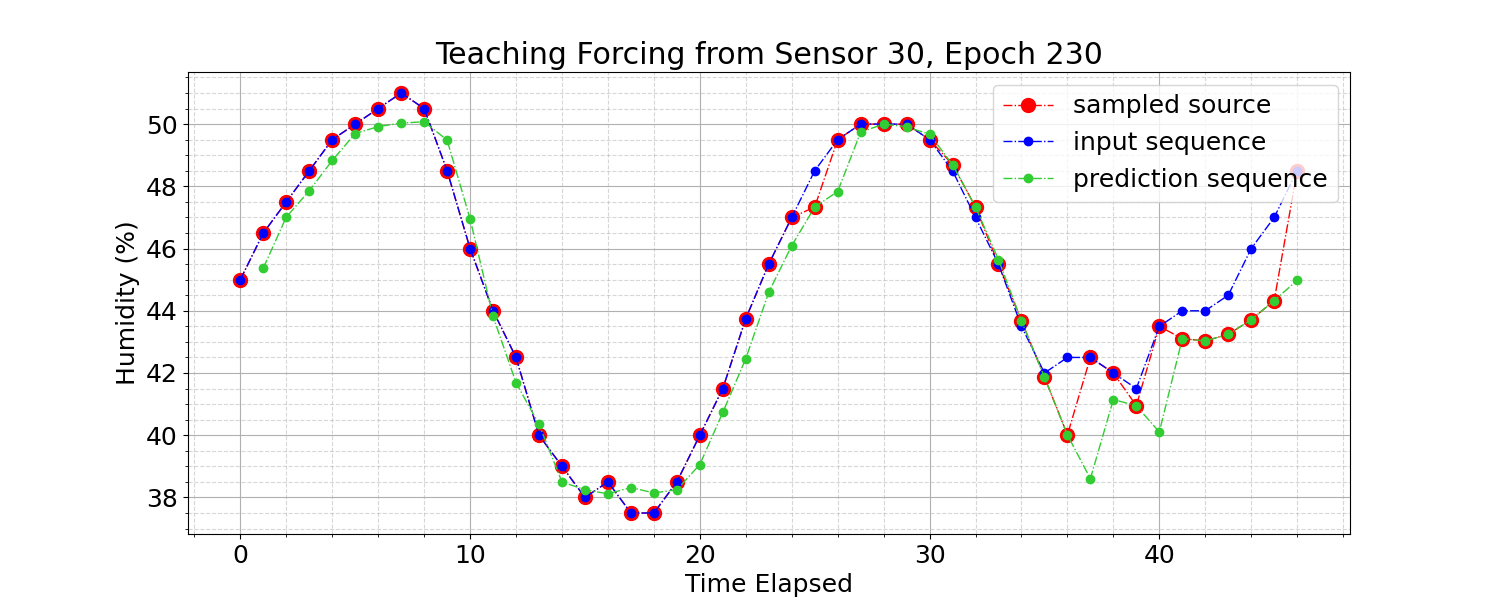 Teaching Forcing from Sensor 30, Epoch 230
sampled source
input sequence
prediction sequence
Humidity (%)
50
48
46
44
42
40
38
0 10 20 30 40
Time Elapsed